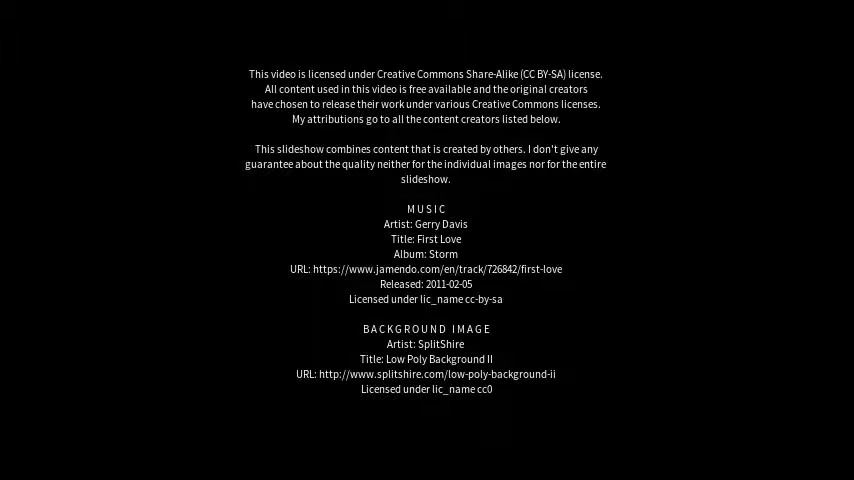 This video is licensed under Creative Commons Share-Alike (CC BY-SA) license.
All content used in this video is free available and the original creators
have chosen to release their work under various Creative Commons licenses.
My attributions go to all the content creators listed below.
This slideshow combines content that is created by others. I don't give any
guarantee about the quality neither for the individual images nor for the entire
slideshow.
MUSIC
Artist: Gerry Davis
Title: First Love
Album: Storm
URL: https://www.jamendo.com/en/track/726842/first-love
Released: 2011-02-05
Licensed under lic_name cc-by-sa
BACKGROUND IMAGE
Artist: SplitShire
Title: Low Poly Background II
URL: http://www.splitshire.com/low-poly-background-ii
Licensed under lic_name cc0